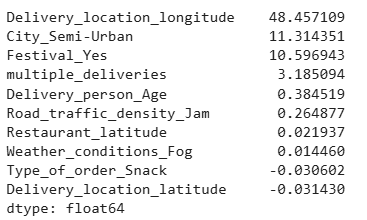 Delivery_location_longitude    48.457109
City_Semi-Urban                11.314351
Festival_Yes                   10.596943
multiple_deliveries             3.185094
Delivery_person_Age             0.384519
Road_traffic_density_Jam        0.264877
Restaurant_latitude             0.021937
Weather_conditions_Fog          0.014460
Type_of_order_Snack            -0.030602
Delivery_location_latitude     -0.031430
dtype: float64